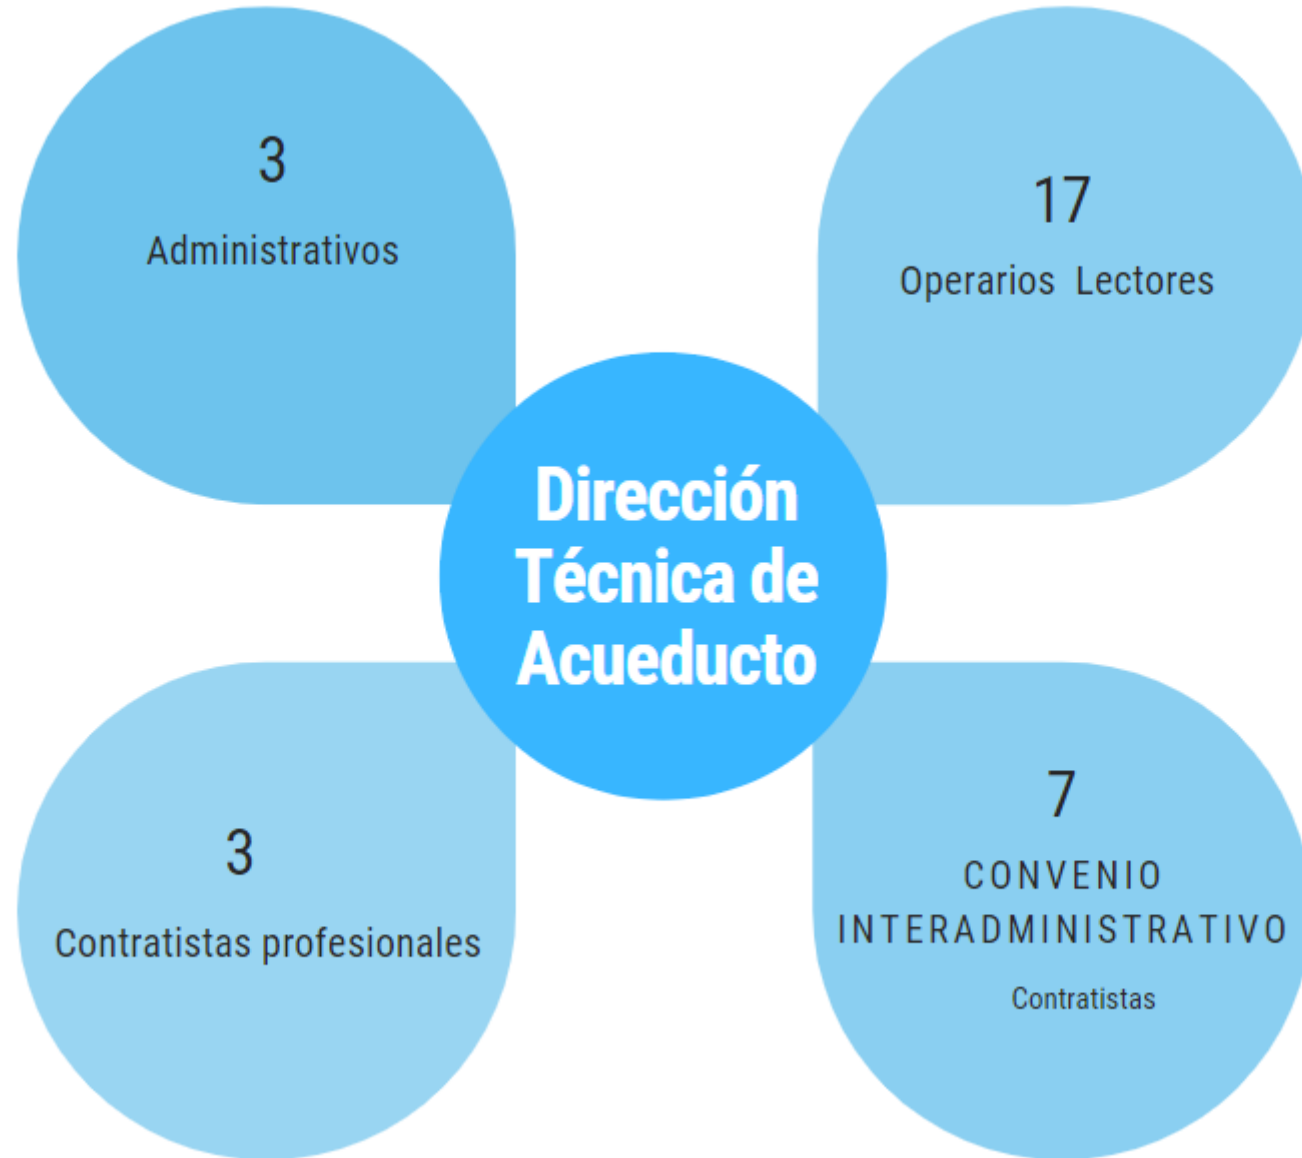 3
Administrativos
17
Operarios Lectores
Dirección
Técnica de
Acueducto
3
Contratistas profesionales
7
CONVENIO
INTERADMINISTRATIVO
Contratistas